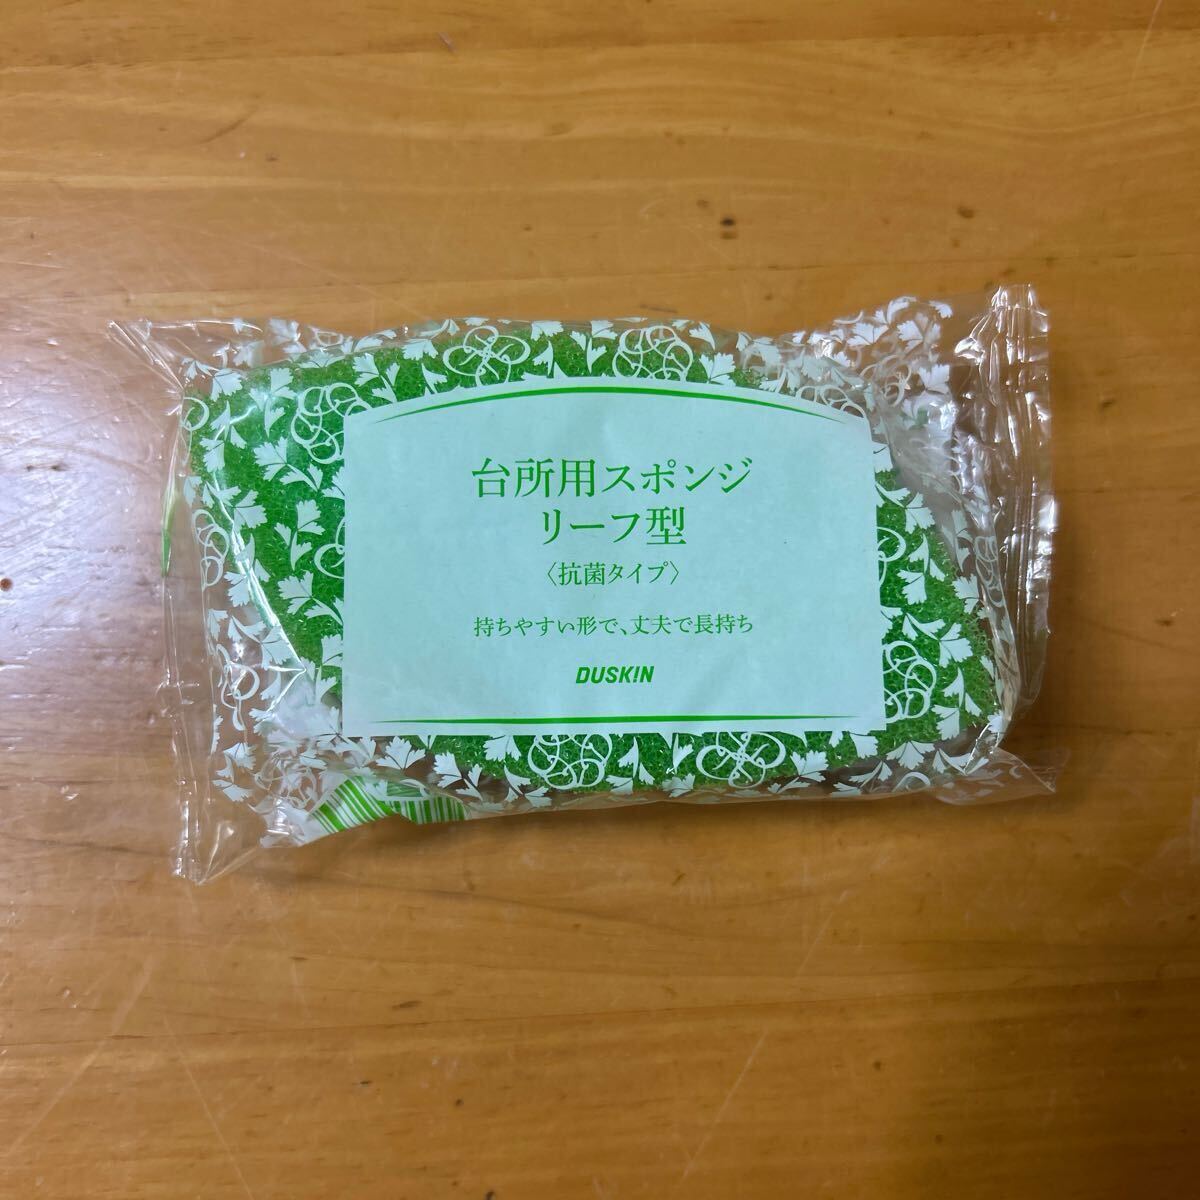 台所用スポンジ
リーフ型
〈抗菌タイプ〉
持ちやすい形で、丈夫で長持ち
DUSKIN